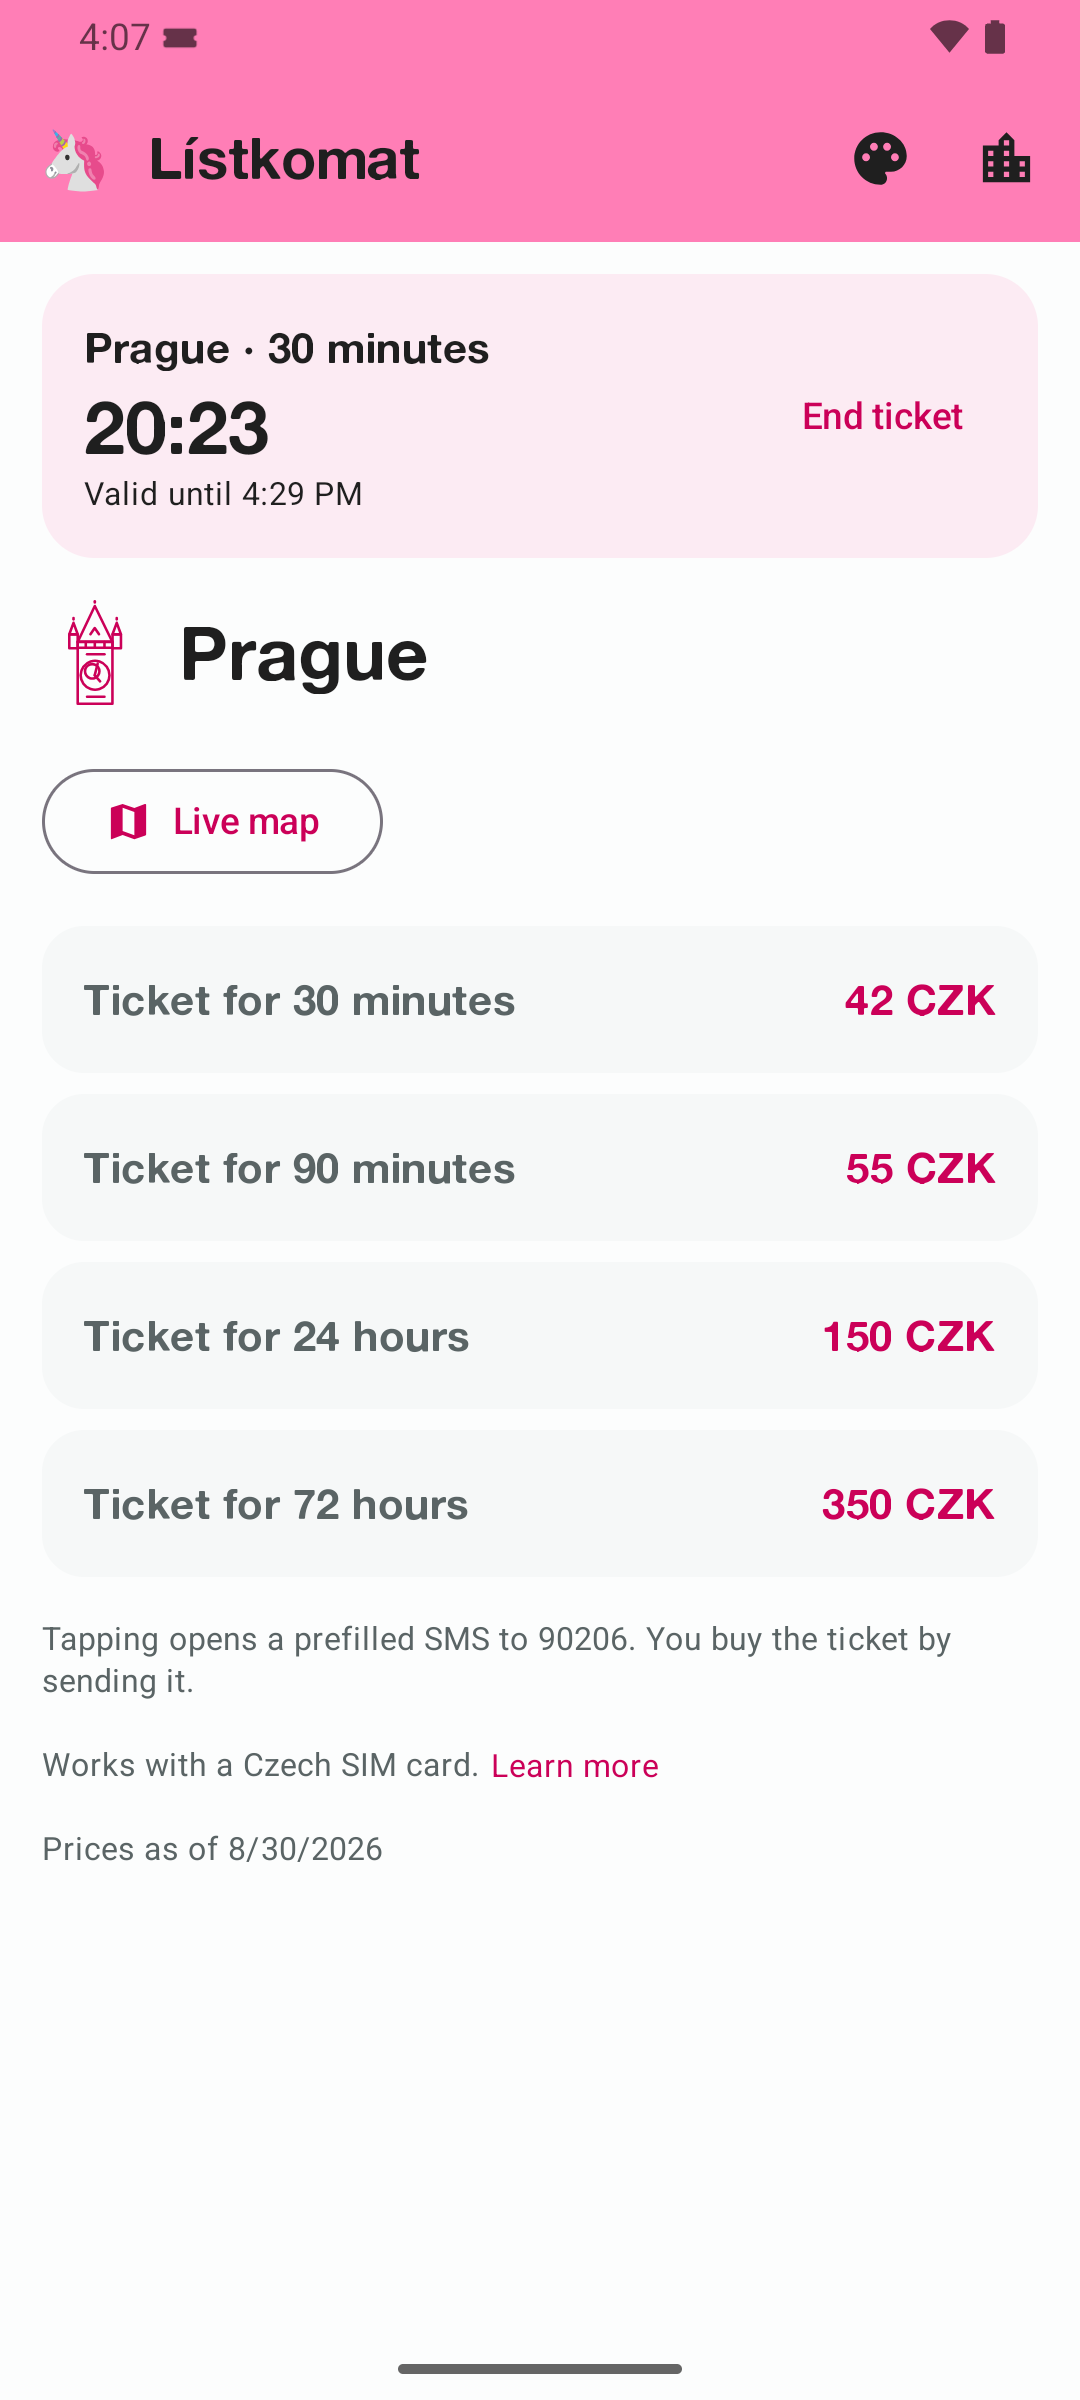 4:07
Lístkomat
Prague · 30 minutes
20:23
Valid until 4:29 PM
End ticket
Prague
Live map
Ticket for 30 minutes
42 CZK
Ticket for 90 minutes
55 CZK
Ticket for 24 hours
150 CZK
Ticket for 72 hours
350 CZK
Tapping opens a prefilled SMS to 90206. You buy the ticket by
sending it.
Works with a Czech SIM card. Learn more
Prices as of 8/30/2026